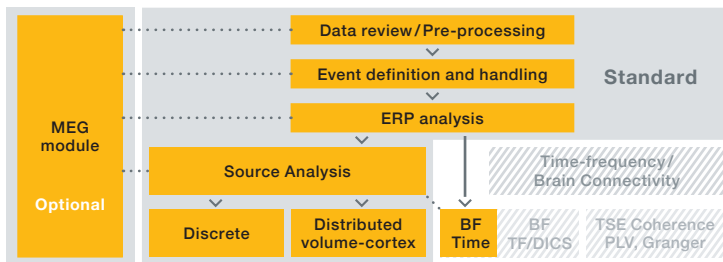 Data review/Pre-processing
Event definition and handling
Standard
ERP analysis
MEG
module
Optional
Source Analysis
Time-frequency/
Brain Connectivity
Discrete
Distributed
volume-cortex
BF
Time
BF
TF/DICS
TSE Coherence
PLV, Granger